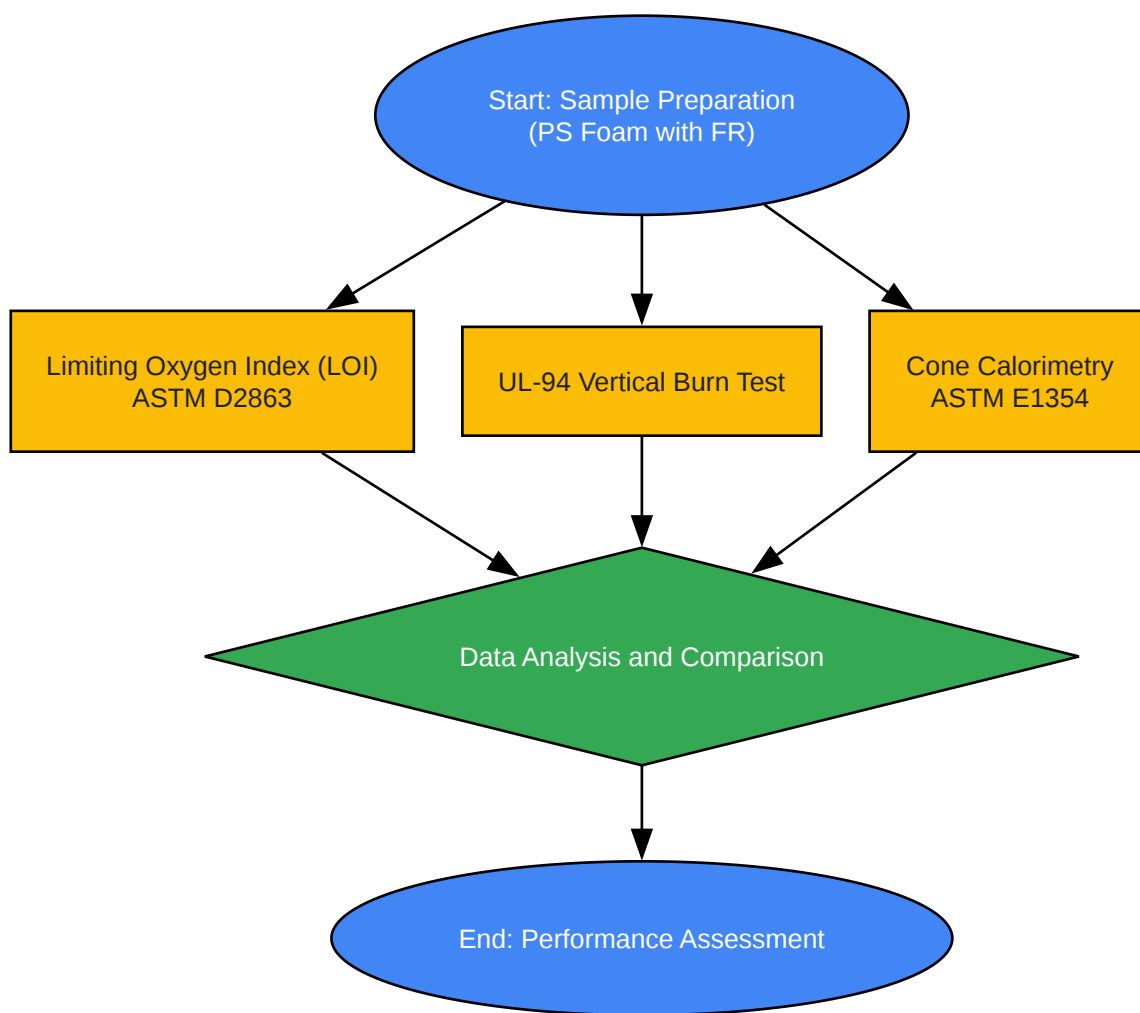 Start: Sample Preparation
(PS Foam with FR)
Limiting Oxygen Index (LOI)
ASTM D2863
UL-94 Vertical Burn Test
Cone Calorimetry
ASTM E1354
Data Analysis and Comparison
End: Performance Assessment